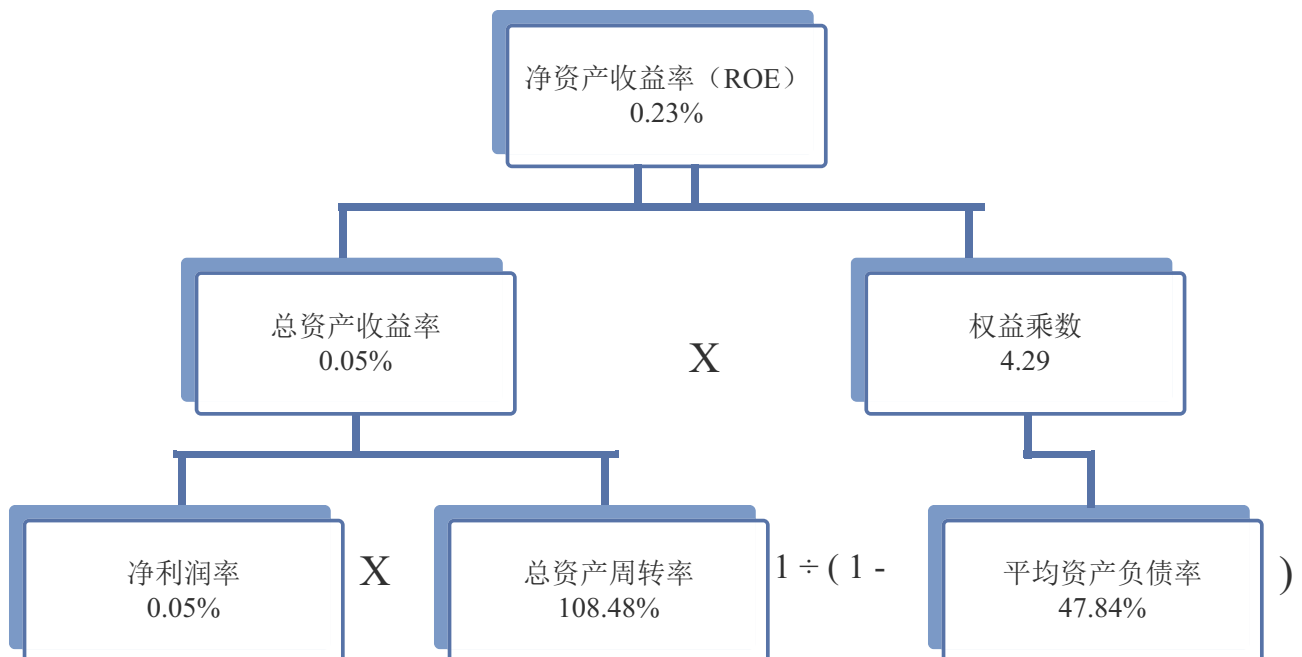 净资产收益率（ROE）
0.23%
总资产收益率
0.05%
X
权益乘数
4.29
净利润率
0.05%
X
总资产周转率
108.48%
1 ÷ ( 1 -
平均资产负债率
47.84%
)